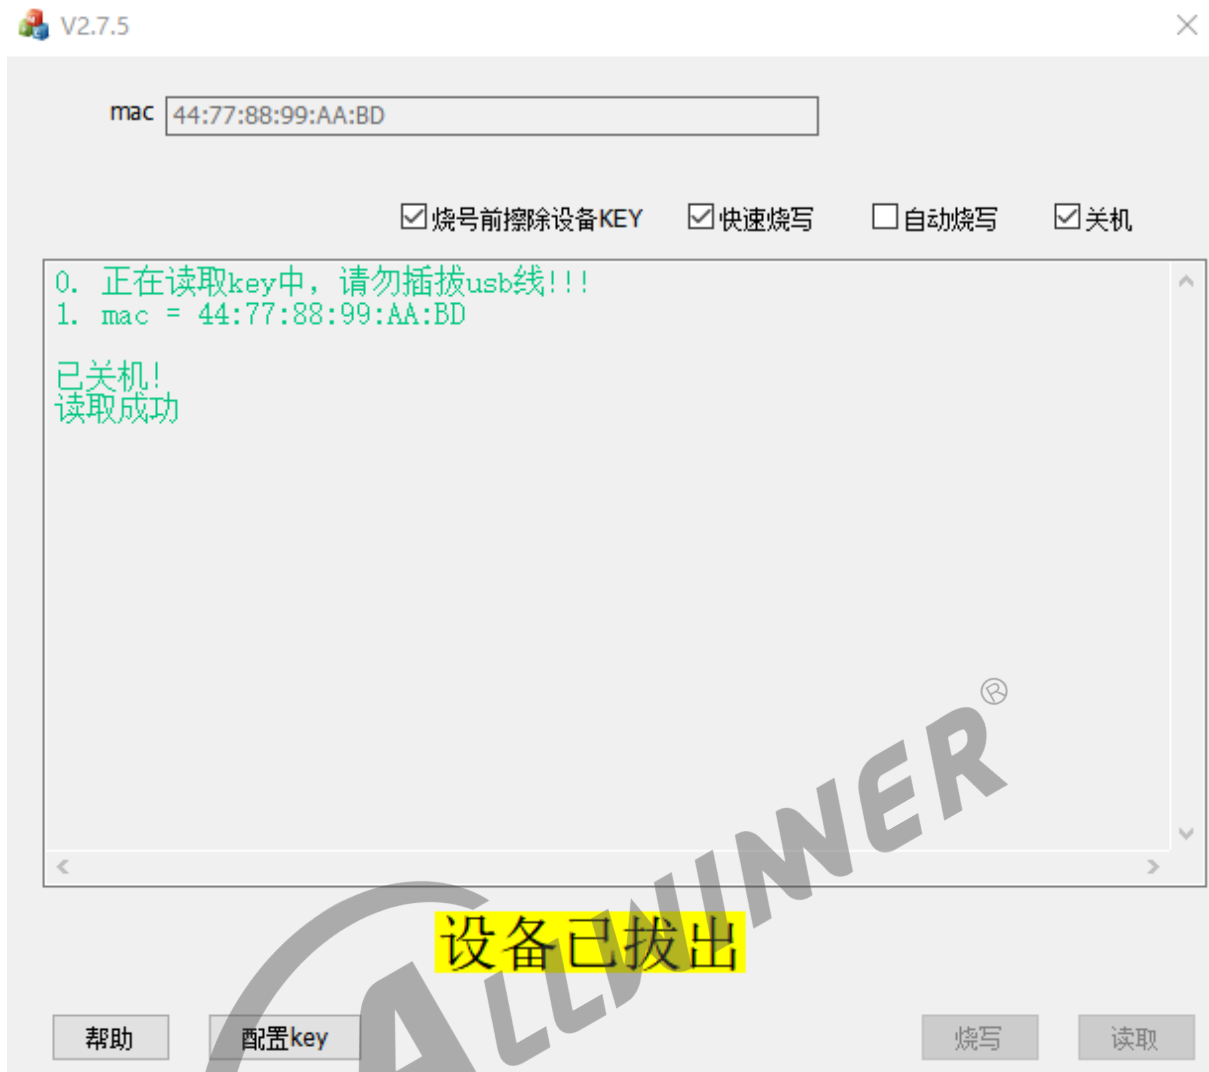 V2.7.5
mac 44:77:88:99:AA:BD
烧号前擦除设备KEY 快速烧写 自动烧写 关机
0. 正在读取key中，请勿插拔usb线!!!
1. mac = 44:77:88:99:AA:BD
已关机!
读取成功
ALLWINNER®
设备已拔出
帮助 配置key 烧写 读取